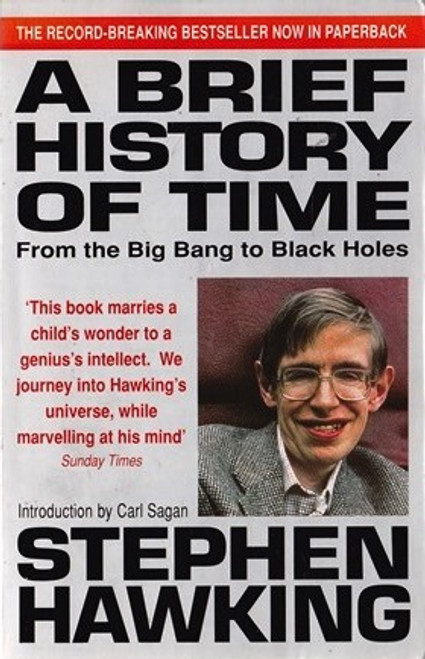 THE RECORD-BREAKING BESTSELLER NOW IN PAPERBACK
A BRIEF
HISTORY
OF TIME
From the Big Bang to Black Holes
‘This book marries a
child’s wonder to a
genius’s intellect. We
journey into Hawking’s
universe, while
marvelling at his mind’
Sunday Times
Introduction by Carl Sagan
STEPHEN
HAWKING